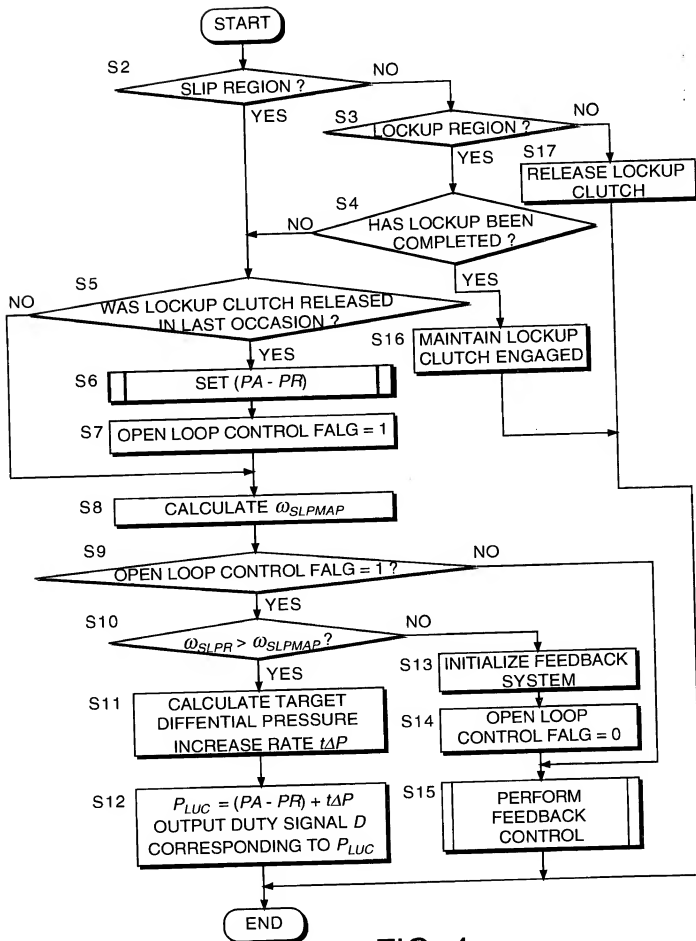 START
S2
SLIP REGION ?
NO
YES
S3
LOCKUP REGION ?
NO
YES
S17
RELEASE LOCKUP
CLUTCH
S4
HAS LOCKUP BEEN
COMPLETED ?
NO
YES
S5
WAS LOCKUP CLUTCH RELEASED
IN LAST OCCASION ?
NO
YES
S16
MAINTAIN LOCKUP
CLUTCH ENGAGED
S6
SET (PA - PR)
S7
OPEN LOOP CONTROL FALG = 1
S8
CALCULATE ωSLPMAP
S9
OPEN LOOP CONTROL FALG = 1 ?
NO
YES
S10
ωSLPR > ωSLPMAP ?
NO
YES
S13
INITIALIZE FEEDBACK
SYSTEM
S11
CALCULATE TARGET
DIFFENTIAL PRESSURE
INCREASE RATE tΔP
S14
OPEN LOOP
CONTROL FALG = 0
S12
PLUC = (PA - PR) + tΔP
OUTPUT DUTY SIGNAL D
CORRESPONDING TO PLUC
S15
PERFORM
FEEDBACK
CONTROL
END